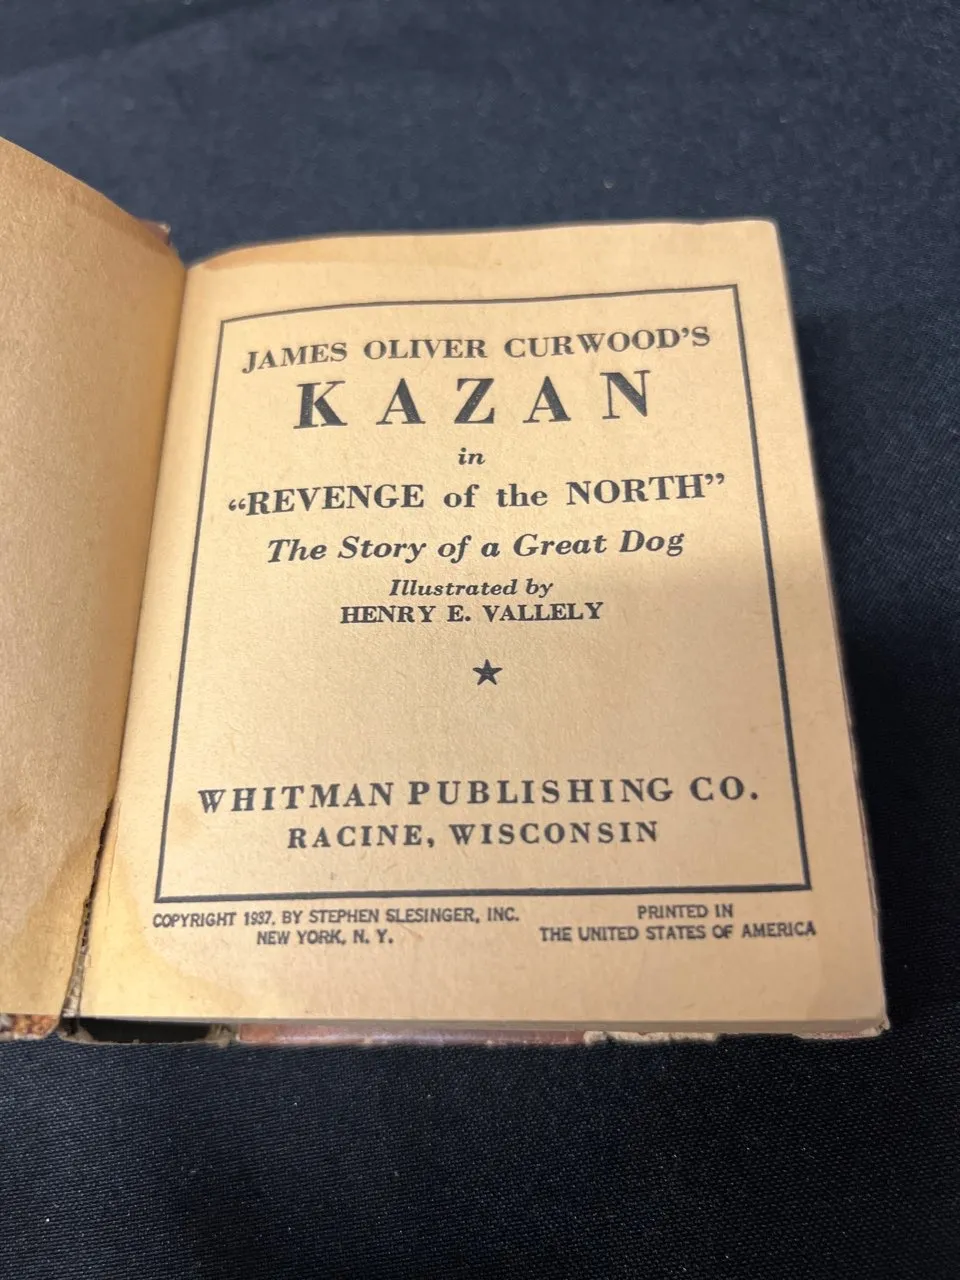 JAMES OLIVER CURWOOD'S
KAZAN
in
“REVENGE of the NORTH”
The Story of a Great Dog
Illustrated by
HENRY E. VALLELY
WHITMAN PUBLISHING CO.
RACINE, WISCONSIN
COPYRIGHT 1937, BY STEPHEN SLESINGER, INC.
NEW YORK, N. Y.
PRINTED IN
THE UNITED STATES OF AMERICA